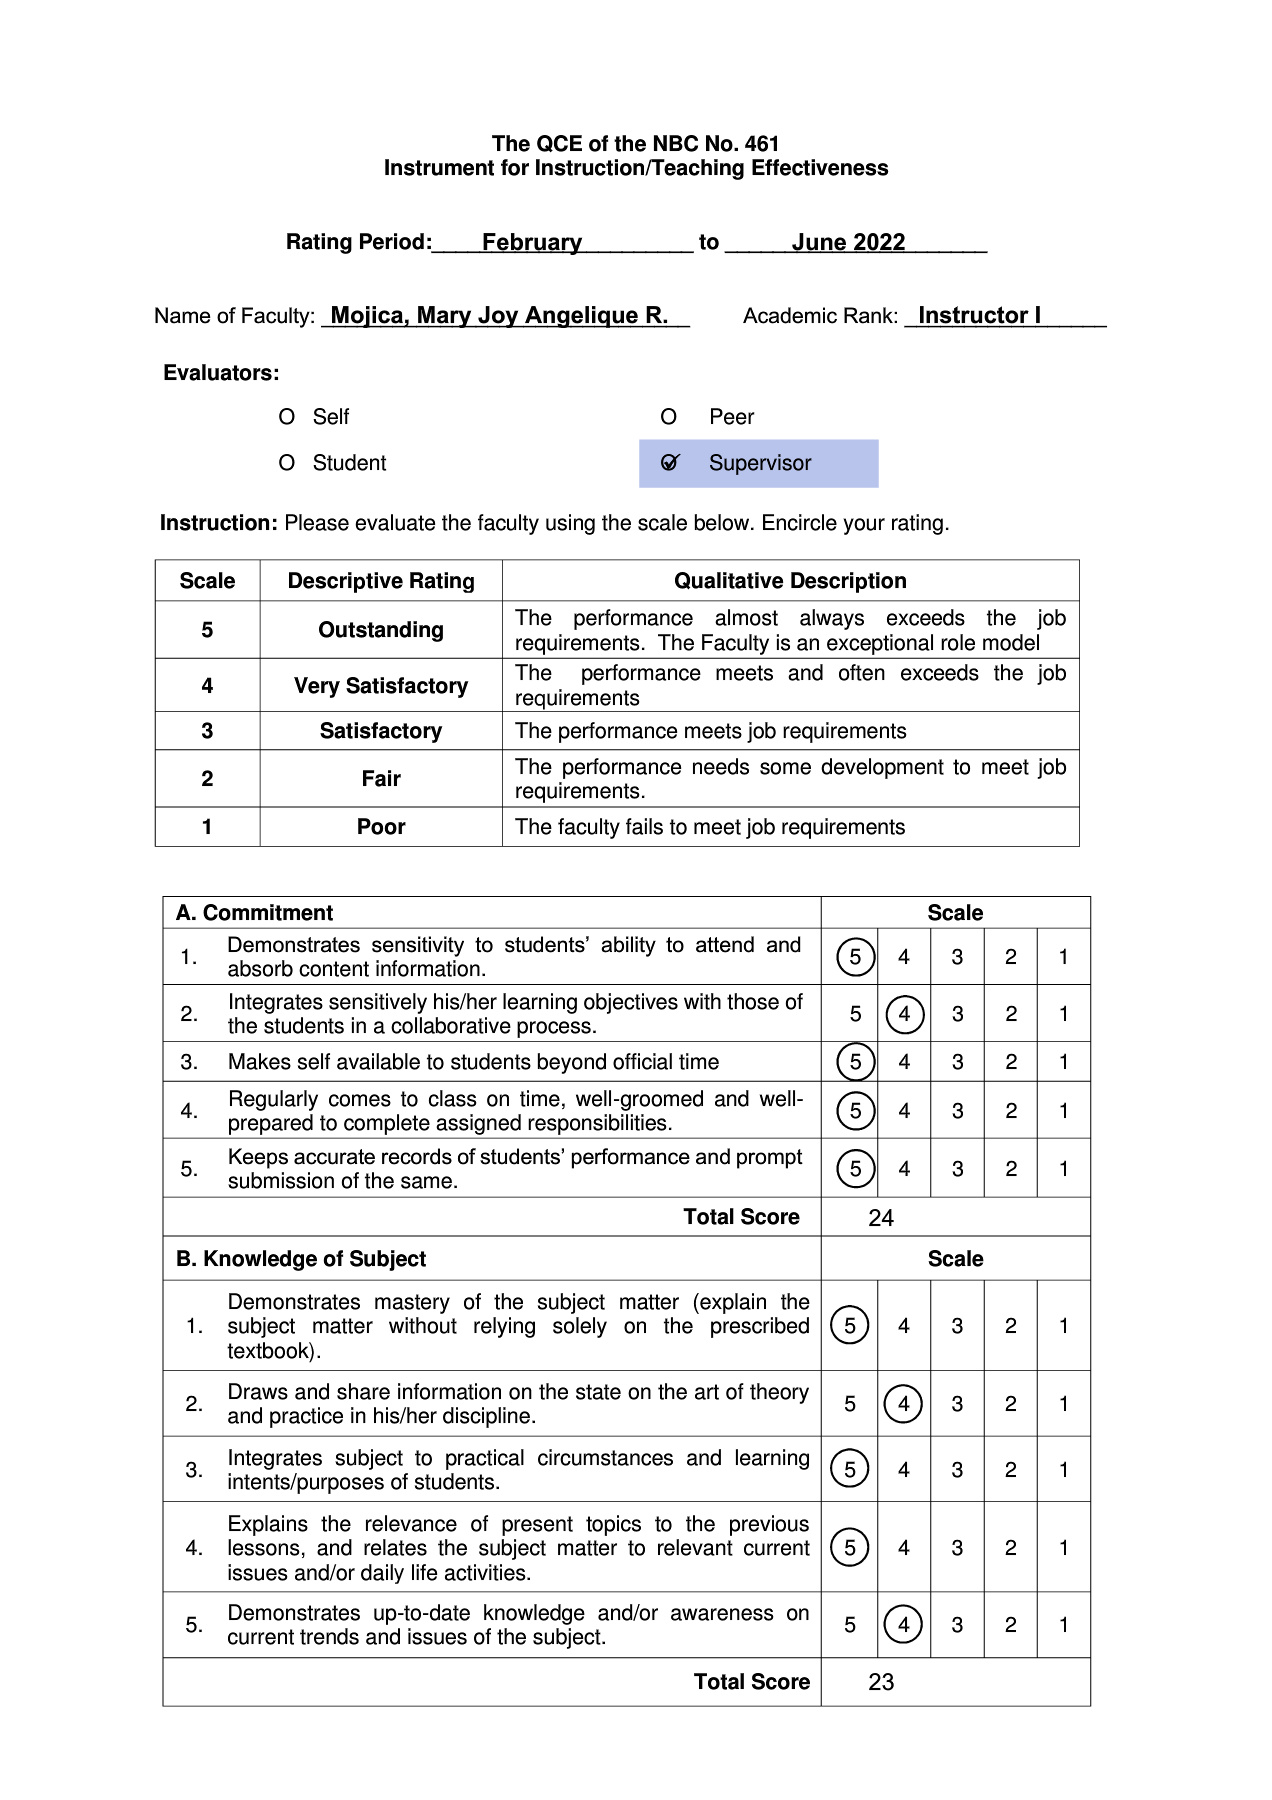 The QCE of the NBC No. 461
Instrument for Instruction/Teaching Effectiveness
Rating Period:____February_________ to _____June 2022______
Name of Faculty: Mojica, Mary Joy Angelique R. Academic Rank: Instructor I
Evaluators:
O Self O Peer
O Student O Supervisor
Instruction: Please evaluate the faculty using the scale below. Encircle your rating.
Scale Descriptive Rating Qualitative Description
5 Outstanding The performance almost always exceeds the job
requirements. The Faculty is an exceptional role model
4 Very Satisfactory The performance meets and often exceeds the job
requirements
3 Satisfactory The performance meets job requirements
2 Fair The performance needs some development to meet job
requirements.
1 Poor The faculty fails to meet job requirements
A. Commitment Scale
1. Demonstrates sensitivity to students' ability to attend and
absorb content information. 5 4 3 2 1
2. Integrates sensitively his/her learning objectives with those of
the students in a collaborative process. 5 4 3 2 1
3. Makes self available to students beyond official time 5 4 3 2 1
4. Regularly comes to class on time, well-groomed and well-
prepared to complete assigned responsibilities. 5 4 3 2 1
5. Keeps accurate records of students' performance and prompt
submission of the same. 5 4 3 2 1
Total Score 24
B. Knowledge of Subject Scale
1. Demonstrates mastery of the subject matter (explain the
subject matter without relying solely on the prescribed
textbook). 5 4 3 2 1
2. Draws and share information on the state on the art of theory
and practice in his/her discipline. 5 4 3 2 1
3. Integrates subject to practical circumstances and learning
intents/purposes of students. 5 4 3 2 1
4. Explains the relevance of present topics to the previous
lessons, and relates the subject matter to relevant current
issues and/or daily life activities. 5 4 3 2 1
5. Demonstrates up-to-date knowledge and/or awareness on
current trends and issues of the subject. 5 4 3 2 1
Total Score 23